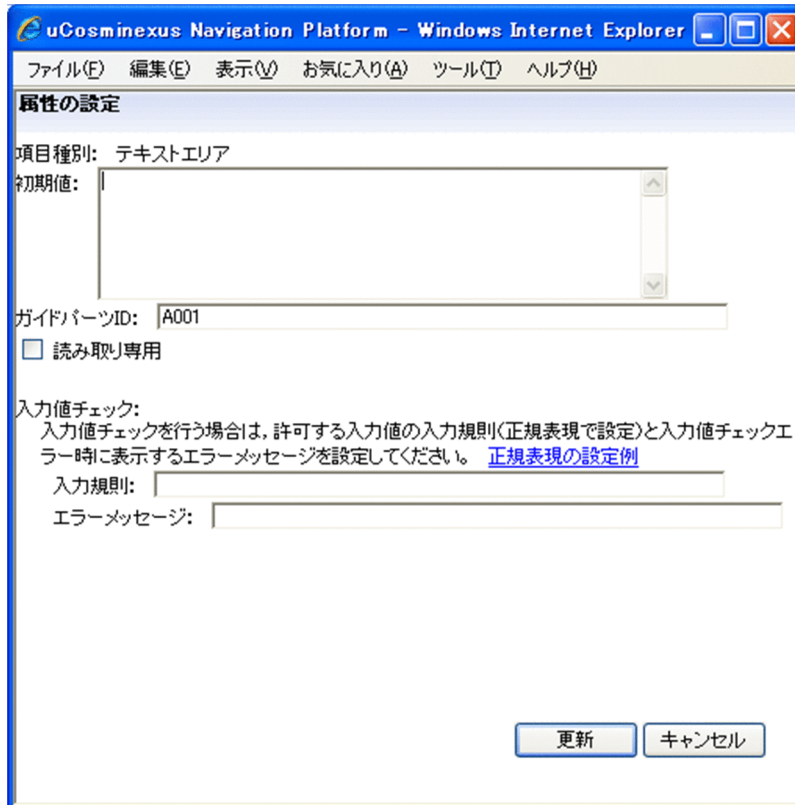 uCosminexus Navigation Platform - Windows Internet Explorer
ファイル(F) 編集(E) 表示(V) お気に入り(A) ツール(T) ヘルプ(H)
属性の設定
項目種別: テキストエリア
初期値:
ガイドパーツID: A001
読み取り専用
入力値チェック:
入力値チェックを行う場合は，許可する入力値の入力規則(正規表現で設定)と入力値チェックエ
ラー時に表示するエラーメッセージを設定してください。 正規表現の設定例
入力規則:
エラーメッセージ:
更新 キャンセル